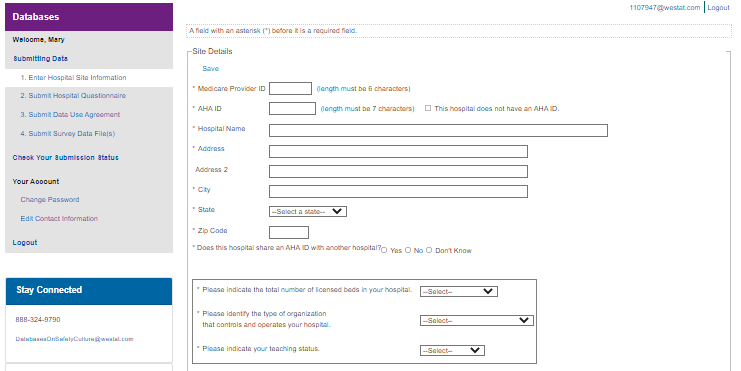 1107947@westat.com Logout
Databases
Welcome, Mary
Submitting Data
1. Enter Hospital Site Information
2. Submit Hospital Questionnaire
3. Submit Data Use Agreement
4. Submit Survey Data File(s)
Check Your Submission Status
Your Account
Change Password
Edit Contact Information
Logout
Stay Connected
888-324-9790
DatabasesOnSafetyCulture@westat.com
A field with an asterisk (*) before it is a required field.
Site Details
Save
* Medicare Provider ID (length must be 6 characters)
* AHA ID (length must be 7 characters) This hospital does not have an AHA ID.
* Hospital Name
* Address
Address 2
* City
* State --Select a state--
* Zip Code
* Does this hospital share an AHA ID with another hospital? Yes No Don't Know
* Please indicate the total number of licensed beds in your hospital. --Select--
* Please identify the type of organization
that controls and operates your hospital. --Select--
* Please indicate your teaching status. --Select--